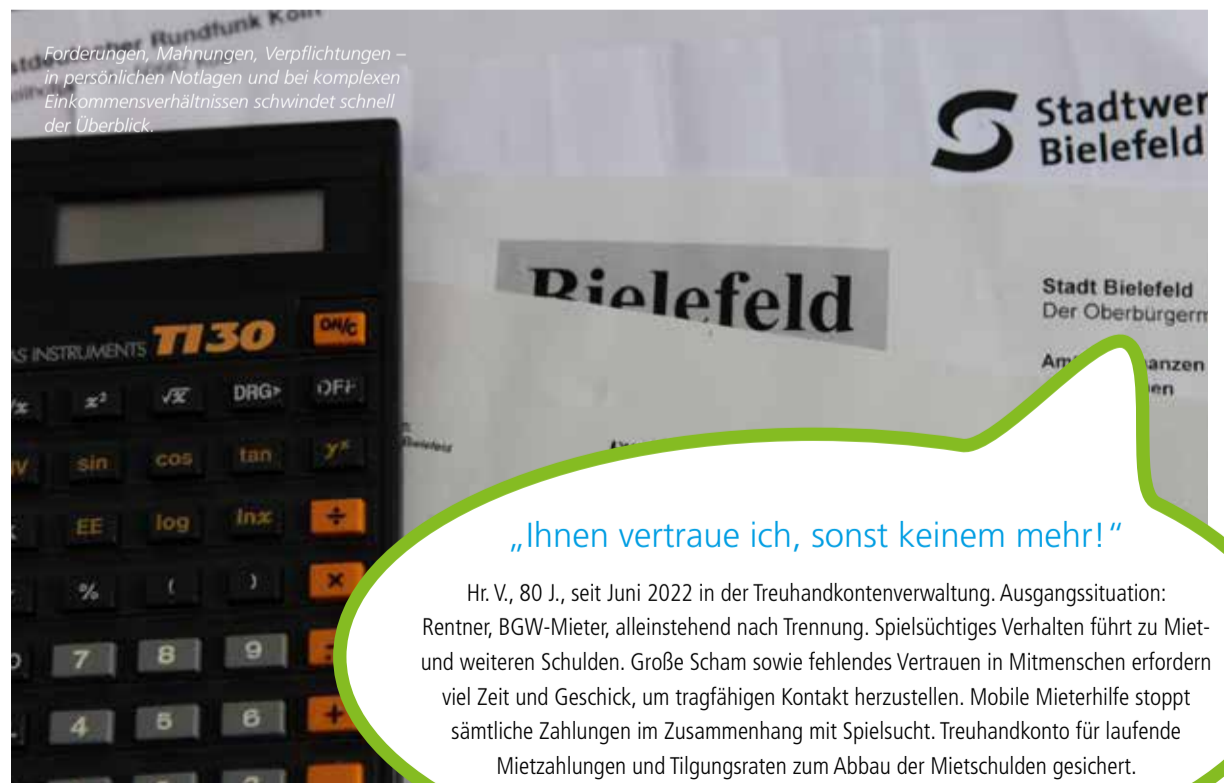 Rundfunk Köln
Forderungen, Mahnungen, Verpflichtungen –
in persönlichen Notlagen und bei komplexen
Einkommensverhältnissen schwindet schnell
der Überblick.
Stadtwer
Bielefeld
Bielefeld
Stadt Bielefeld
Der Oberbürgerm
anzen
en
AS INSTRUMENTS TI30 ON/C
x² √x DRG▸ OFF
sin cos tan yˣ
EE log lnx ÷
% ( ) ×
7 8 9
4 5 6 +
„Ihnen vertraue ich, sonst keinem mehr!“
Hr. V., 80 J., seit Juni 2022 in der Treuhandkontenverwaltung. Ausgangssituation:
Rentner, BGW-Mieter, alleinstehend nach Trennung. Spielsüchtiges Verhalten führt zu Miet-
und weiteren Schulden. Große Scham sowie fehlendes Vertrauen in Mitmenschen erfordern
viel Zeit und Geschick, um tragfähigen Kontakt herzustellen. Mobile Mieterhilfe stoppt
sämtliche Zahlungen im Zusammenhang mit Spielsucht. Treuhandkonto für laufende
Mietzahlungen und Tilgungsraten zum Abbau der Mietschulden gesichert.